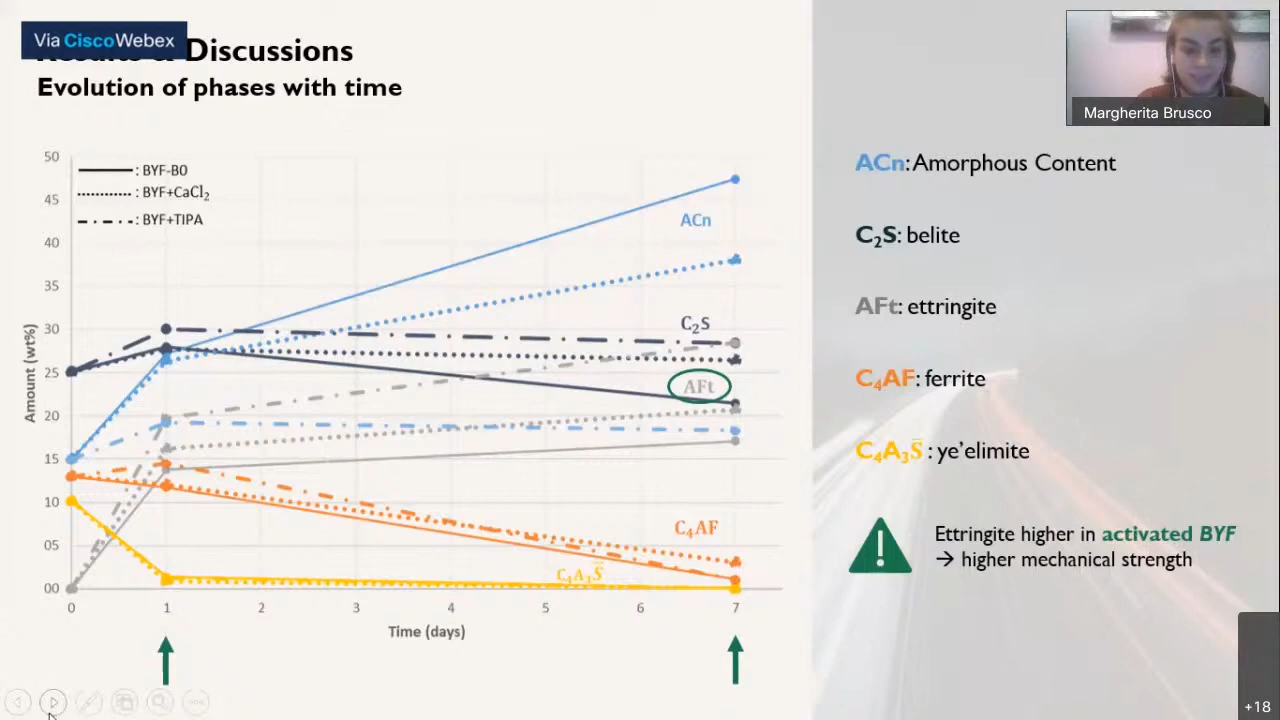 Via CiscoWebex
Results & Discussions
Evolution of phases with time
Margherita Brusco
50
45
40
35
30
25
20
15
10
05
00
Amount (wt%)
: BYF-B0
: BYF+CaCl₂
: BYF+TIPA
ACn
C₂S
AFt
C₄AF
C₄A₃S̅
0 1 2 3 4 5 6 7
Time (days)
ACn: Amorphous Content
C₂S: belite
AFt: ettringite
C₄AF: ferrite
C₄A₃S̅ : ye'elimite
Ettringite higher in activated BYF
→ higher mechanical strength
+18